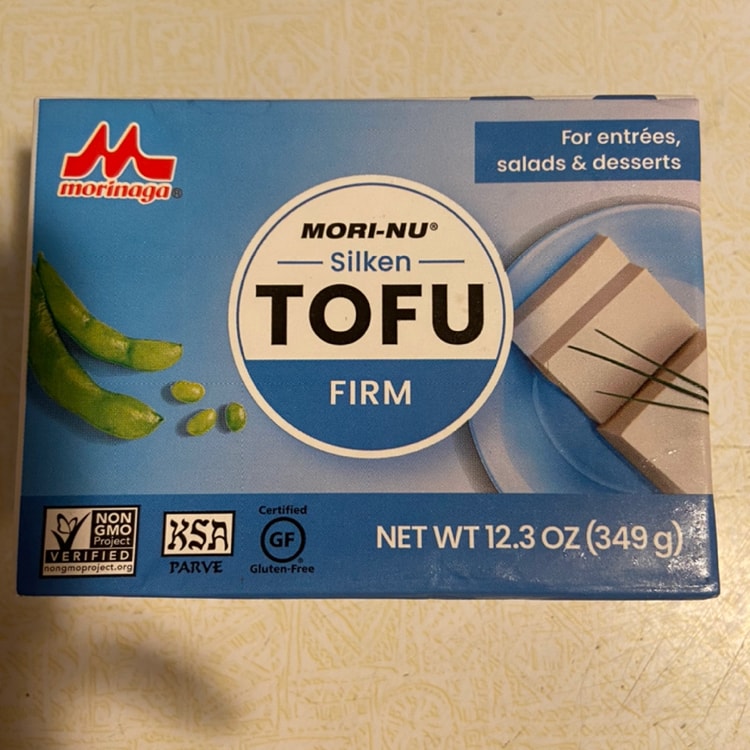 morinaga®
For entrées,
salads & desserts
MORI-NU®
Silken
TOFU
FIRM
NON
GMO
Project
VERIFIED
nongmoproject.org
KSA
PARVE
Certified
GF
Gluten-Free
NET WT 12.3 OZ (349 g)